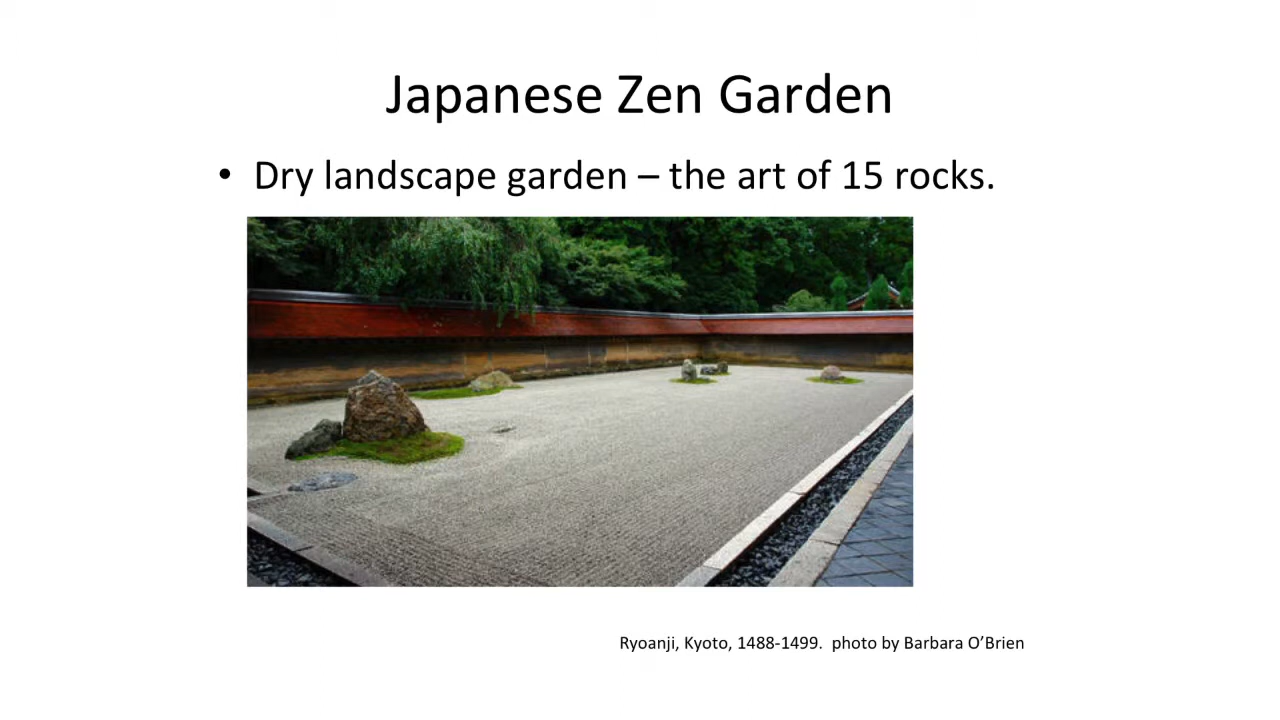 Japanese Zen Garden
• Dry landscape garden – the art of 15 rocks.
Ryoanji, Kyoto, 1488-1499.  photo by Barbara O’Brien